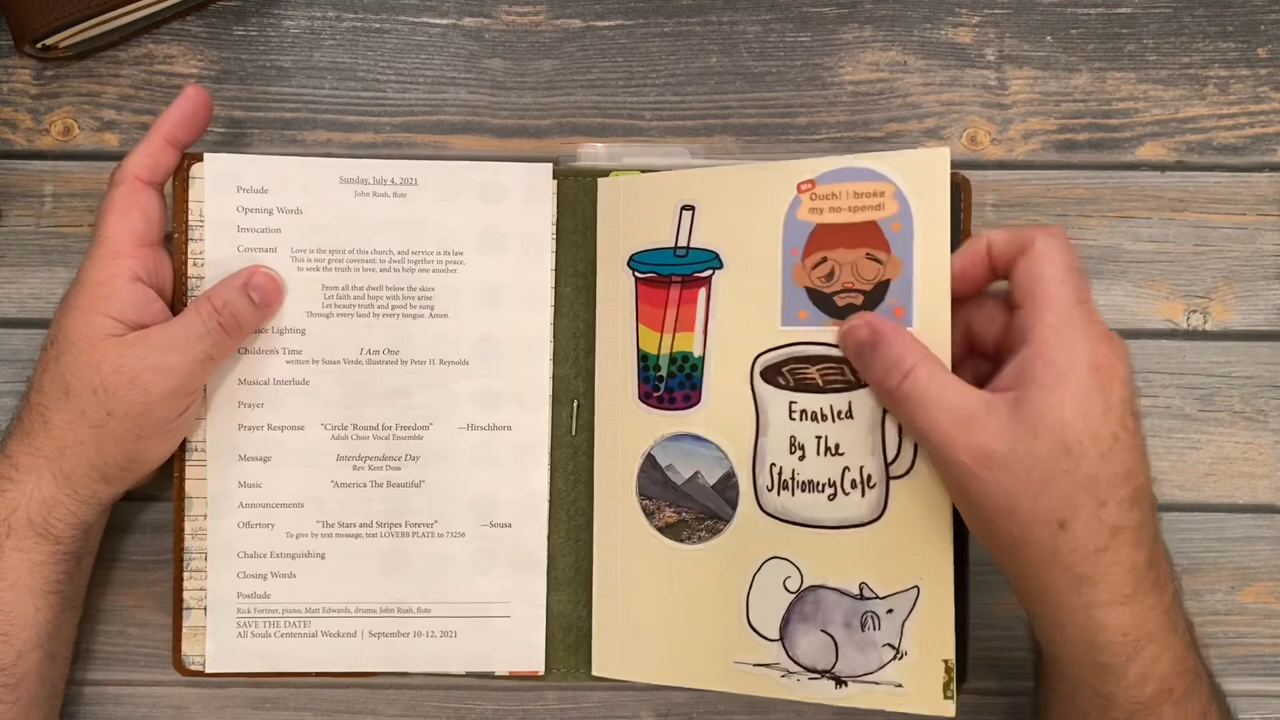 Sunday, July 4, 2021
John Rush, flute
Prelude
Opening Words
Invocation
Covenant Love is the spirit of this church, and service is its law.
This is our great covenant: to dwell together in peace,
to seek the truth in love, and to help one another.
From all that dwell below the skies
Let faith and hope with love arise
Let beauty truth and good be sung
Through every land by every tongue. Amen.
Lighting
Children's Time I Am One
written by Susan Verde, illustrated by Peter H. Reynolds
Musical Interlude
Prayer
Prayer Response "Circle 'Round for Freedom" —Hirschhorn
Adult Choir Vocal Ensemble
Message Interdependence Day
Rev. Kent Doss
Music "America The Beautiful"
Announcements
Offertory "The Stars and Stripes Forever" —Sousa
To give by text message, text LOVEBB PLATE to 73256
Chalice Extinguishing
Closing Words
Postlude
Rick Fortner, piano; Matt Edwards, drums; John Rush, flute
SAVE THE DATE!
All Souls Centennial Weekend | September 10-12, 2021
Me
Ouch! I broke
my no-spend!
Enabled
By The
Stationery Cafe